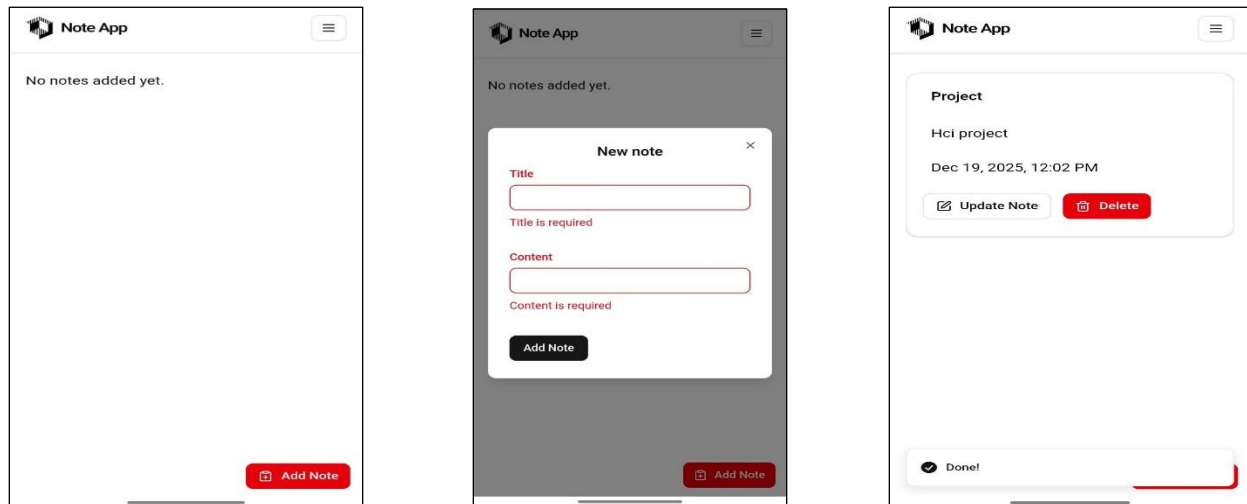 Note App
No notes added yet.
Add Note
Note App
No notes added yet.
New note
Title
Title is required
Content
Content is required
Add Note
Add Note
Note App
Project
Hci project
Dec 19, 2025, 12:02 PM
Update Note Delete
Done!